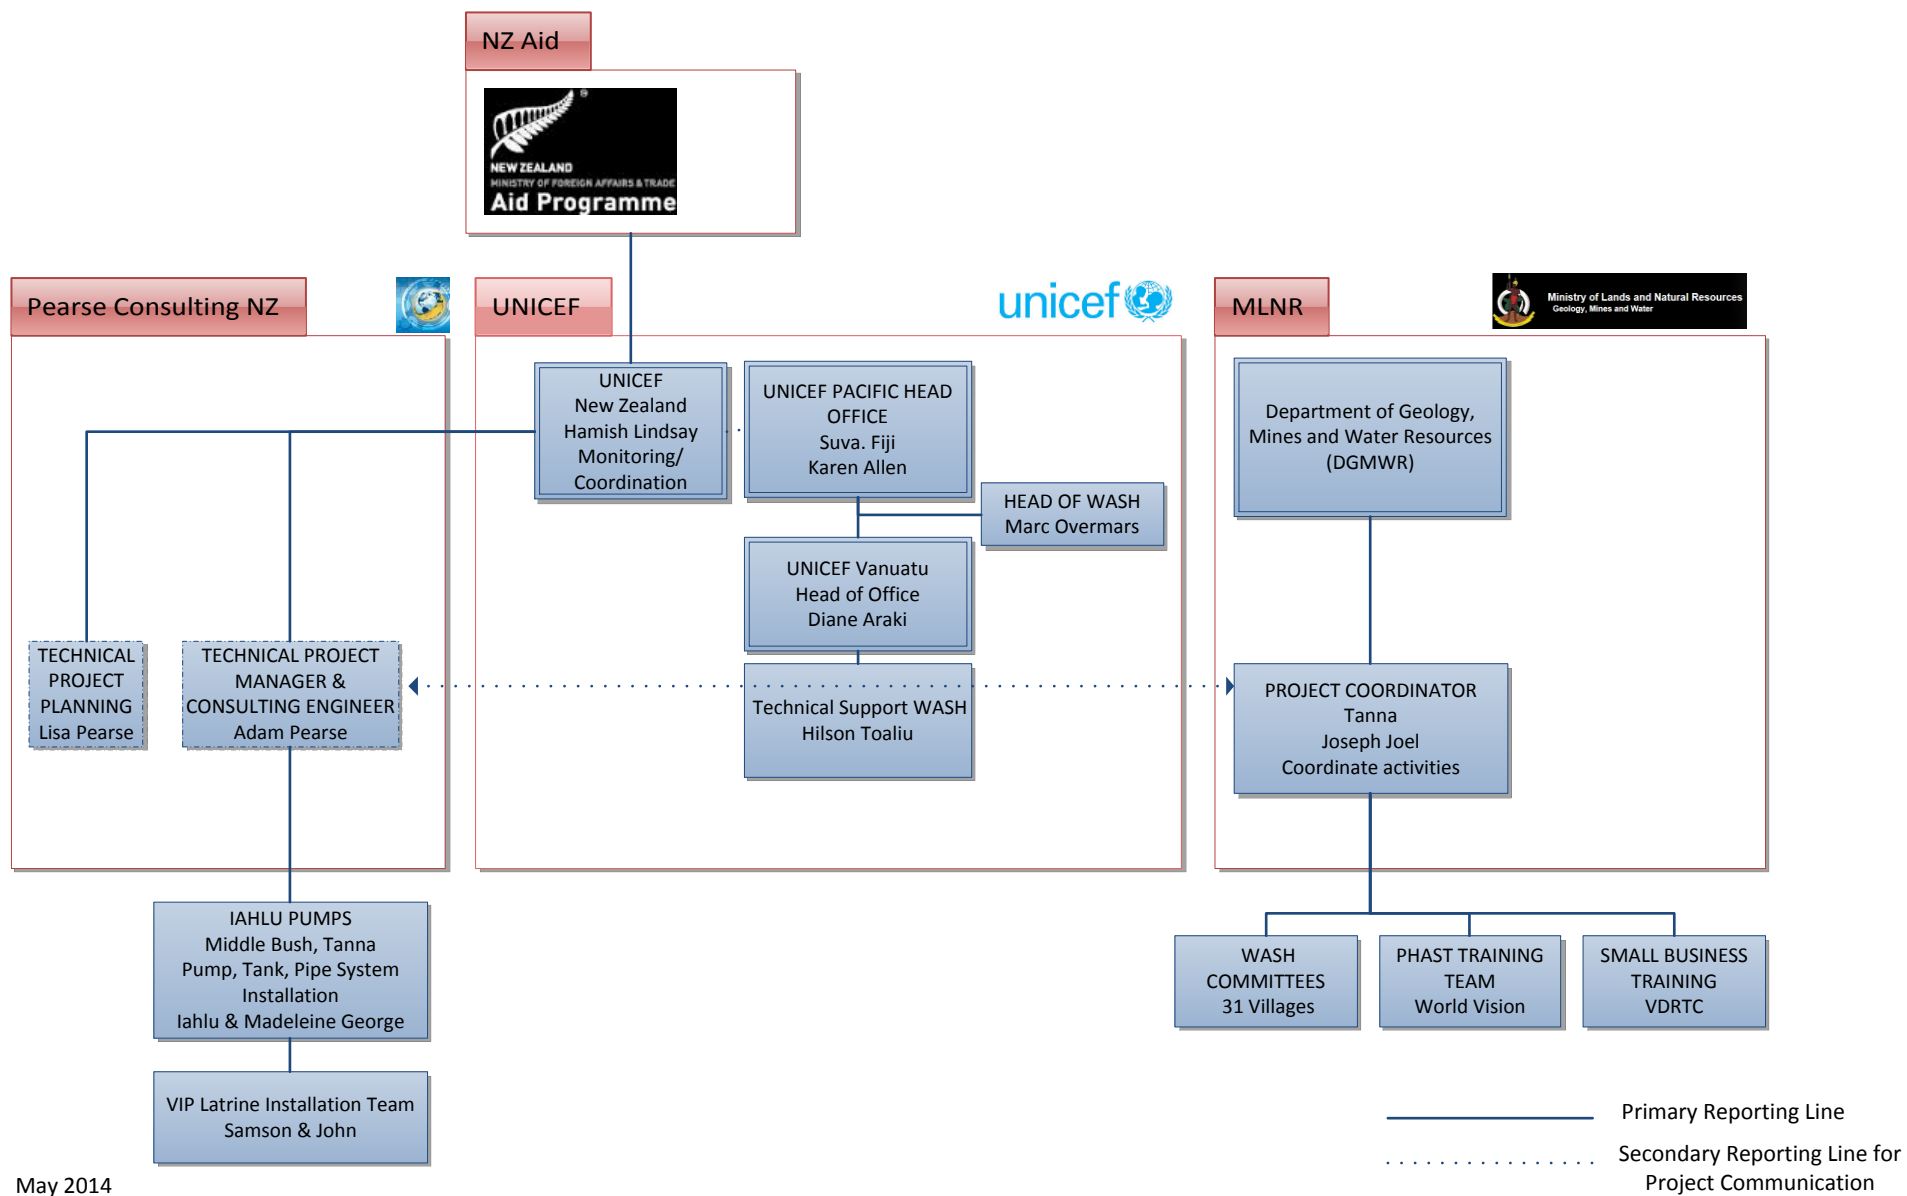 NZ Aid
®
NEW ZEALAND
MINISTRY OF FOREIGN AFFAIRS & TRADE
Aid Programme
Pearse Consulting NZ
UNICEF
unicef
MLNR
Ministry of Lands and Natural Resources
Geology, Mines and Water
UNICEF
New Zealand
Hamish Lindsay
Monitoring/
Coordination
UNICEF PACIFIC HEAD
OFFICE
Suva. Fiji
Karen Allen
HEAD OF WASH
Marc Overmars
UNICEF Vanuatu
Head of Office
Diane Araki
Technical Support WASH
Hilson Toaliu
Department of Geology,
Mines and Water Resources
(DGMWR)
TECHNICAL
PROJECT
PLANNING
Lisa Pearse
TECHNICAL PROJECT
MANAGER &
CONSULTING ENGINEER
Adam Pearse
PROJECT COORDINATOR
Tanna
Joseph Joel
Coordinate activities
IAHLU PUMPS
Middle Bush, Tanna
Pump, Tank, Pipe System
Installation
Iahlu & Madeleine George
VIP Latrine Installation Team
Samson & John
WASH
COMMITTEES
31 Villages
PHAST TRAINING
TEAM
World Vision
SMALL BUSINESS
TRAINING
VDRTC
Primary Reporting Line
Secondary Reporting Line for
Project Communication
May 2014